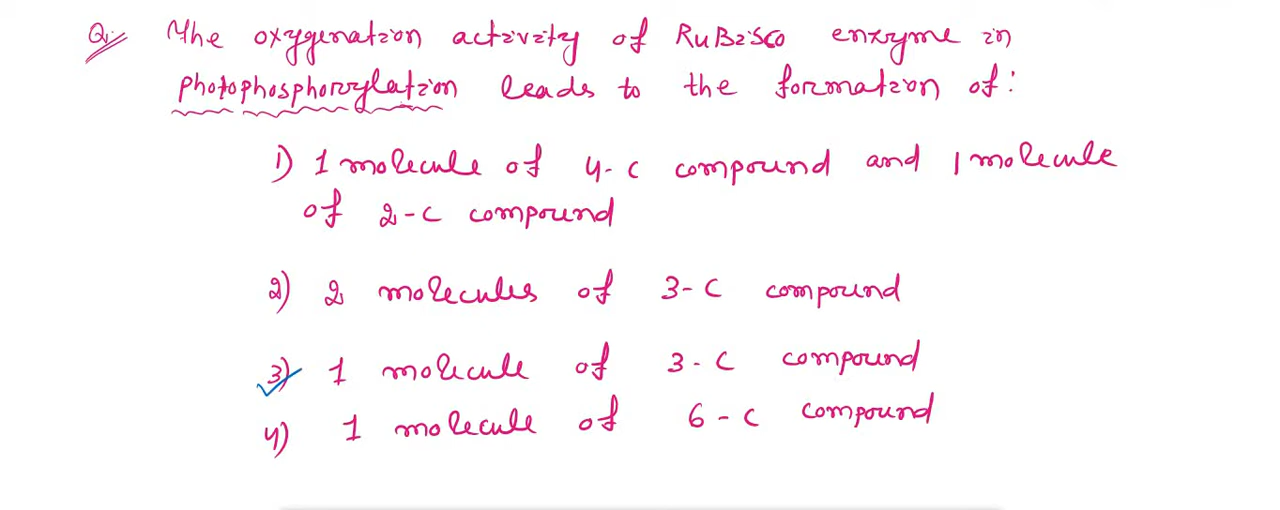 Q. The oxygenation activity of RuBisCO enzyme in
photophosphorylation leads to the formation of:
1) 1 molecule of 4-C compound and 1 molecule
of 2-C compound
2) 2 molecules of 3-C compound
3) 1 molecule of 3-C compound
4) 1 molecule of 6-C compound